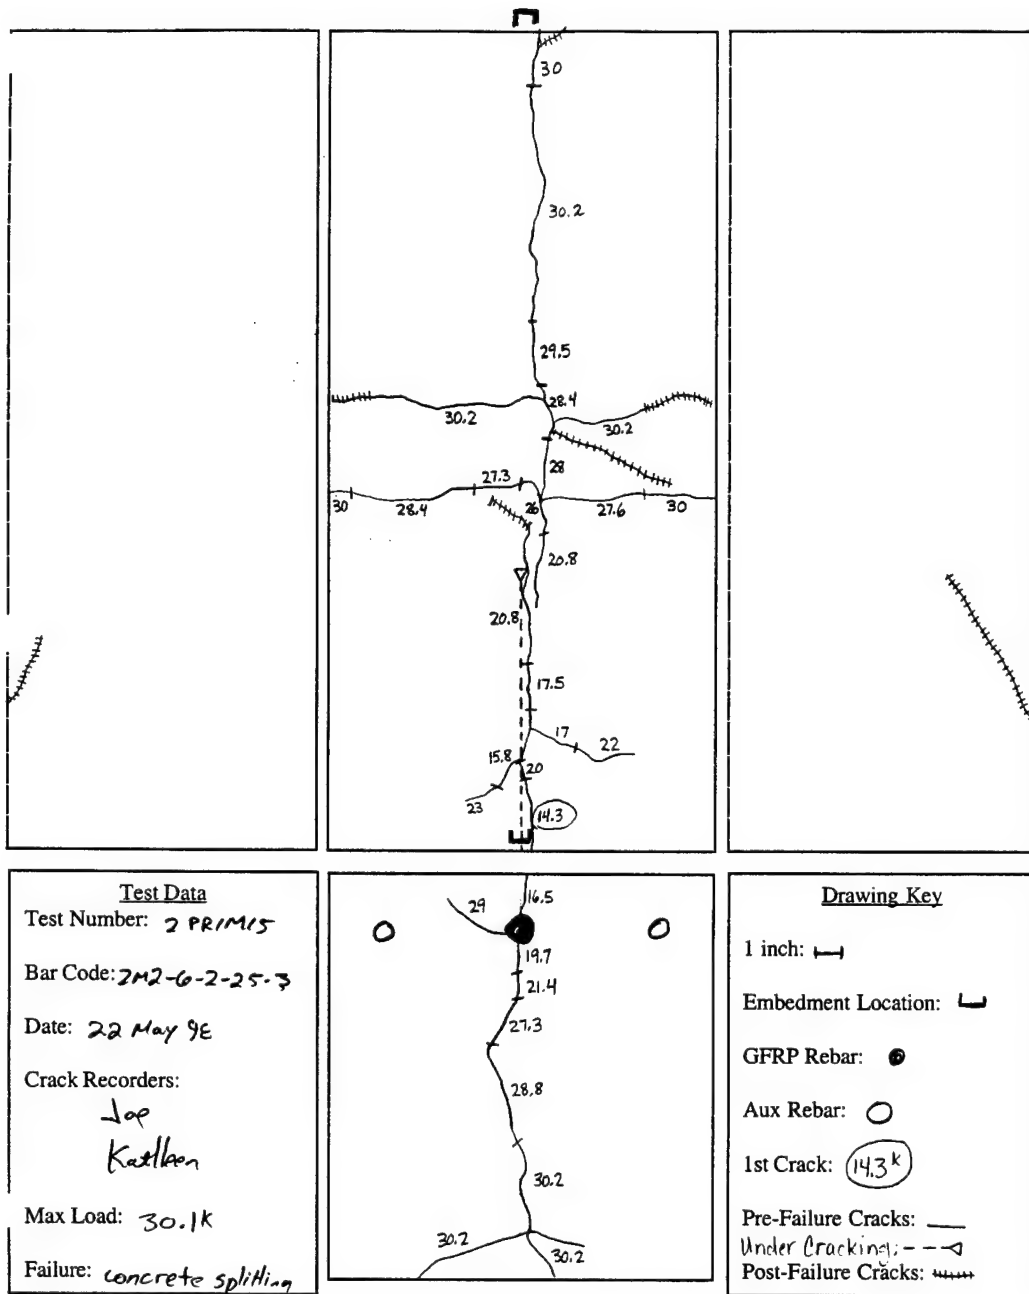 30
30.2
29.5
28.4
30.2
30.2
28
27.3
30
28.4
26
27.6
30
20.8
20.8
17.5
17
22
15.8
20
23
14.3
Test Data
Test Number: 2 PRIM15
Bar Code: 2M2-6-2-25-3
Date: 22 May
Crack Recorders:
Joe
Kathleen
Max Load: 30.1K
Failure: concrete splitting
16.5
29
19.7
21.4
27.3
28.8
30.2
30.2
30.2
Drawing Key
1 inch:
Embedment Location:
GFRP Rebar:
Aux Rebar:
1st Crack: 14.3 K
Pre-Failure Cracks:
Under Cracking:
Post-Failure Cracks: